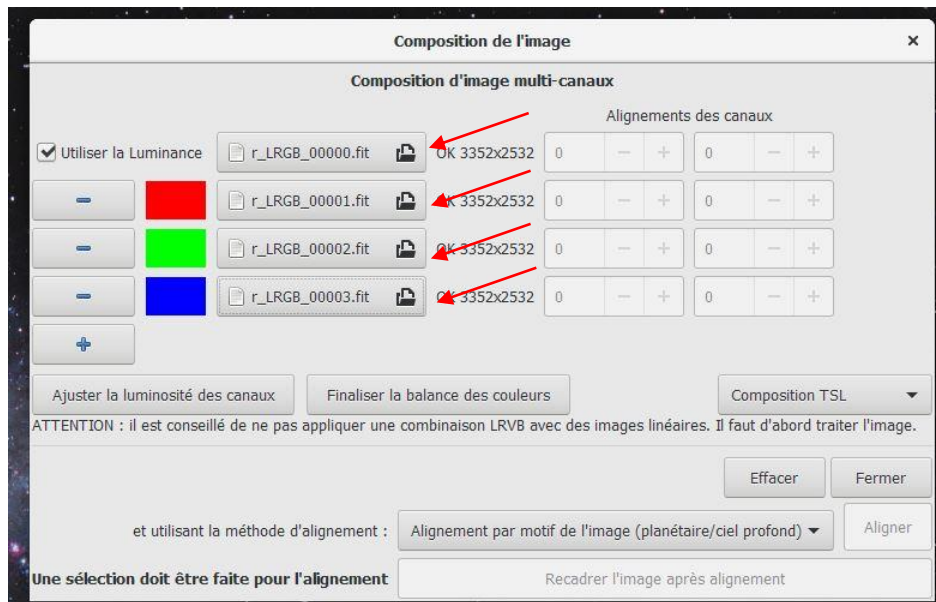 Composition de l'image ×
Composition d'image multi-canaux
Alignements des canaux
Utiliser la Luminance r_LRGB_00000.fit OK 3352x2532 0 − + 0 − +
r_LRGB_00001.fit OK 3352x2532 0 − + 0 − +
r_LRGB_00002.fit OK 3352x2532 0 − + 0 − +
r_LRGB_00003.fit OK 3352x2532 0 − + 0 − +
Ajuster la luminosité des canaux Finaliser la balance des couleurs Composition TSL
ATTENTION : il est conseillé de ne pas appliquer une combinaison LRVB avec des images linéaires. Il faut d'abord traiter l'image.
Effacer Fermer
et utilisant la méthode d'alignement : Alignement par motif de l'image (planétaire/ciel profond) Aligner
Une sélection doit être faite pour l'alignement Recadrer l'image après alignement